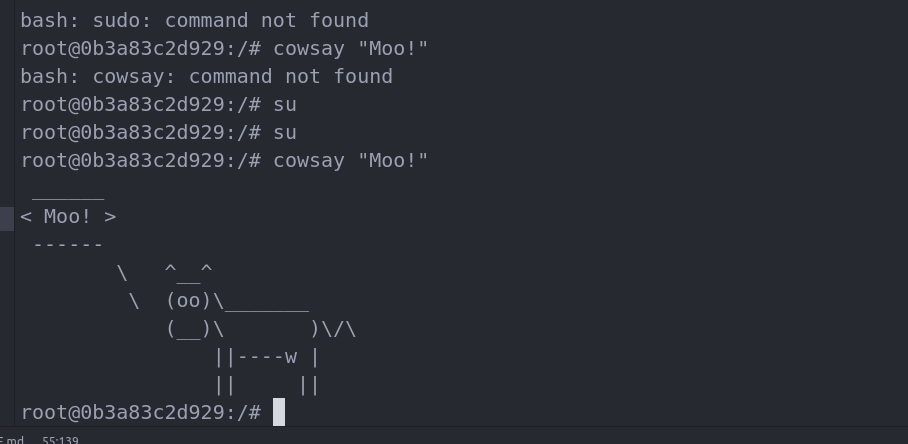 bash: sudo: command not found
root@0b3a83c2d929:/# cowsay "Moo!"
bash: cowsay: command not found
root@0b3a83c2d929:/# su
root@0b3a83c2d929:/# su
root@0b3a83c2d929:/# cowsay "Moo!"
 ______
< Moo! >
 ------
        \   ^__^
         \  (oo)\_______
            (__)\       )\/\
                ||----w |
                ||     ||
root@0b3a83c2d929:/#
.md 55:139